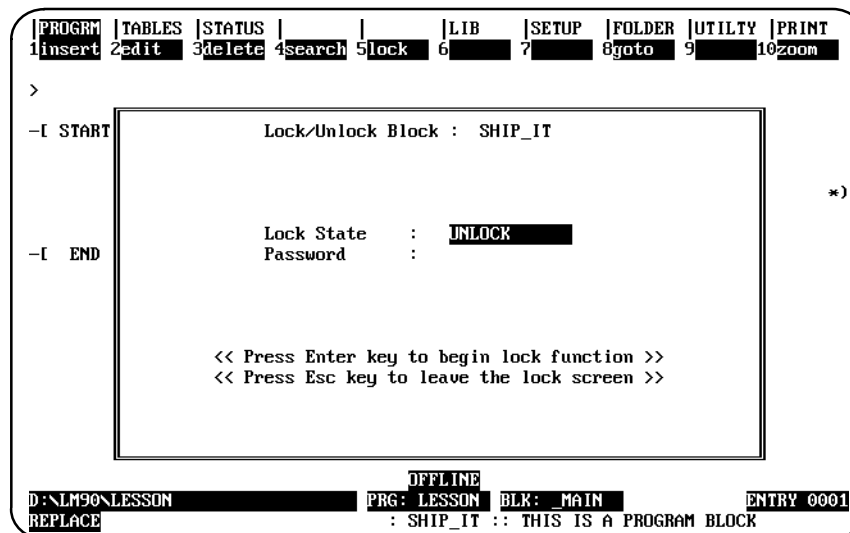 |PROGRM |TABLES |STATUS | | |LIB |SETUP |FOLDER |UTILTY |PRINT
1insert 2edit 3delete 4search 5lock 6 7 8goto 9 10zoom
>
─[ START
Lock/Unlock Block : SHIP_IT
*)
Lock State : UNLOCK
─[ END
Password :
<< Press Enter key to begin lock function >>
<< Press Esc key to leave the lock screen >>
OFFLINE
D:\LM90\LESSON PRG: LESSON BLK: _MAIN ENTRY 0001
REPLACE : SHIP_IT :: THIS IS A PROGRAM BLOCK